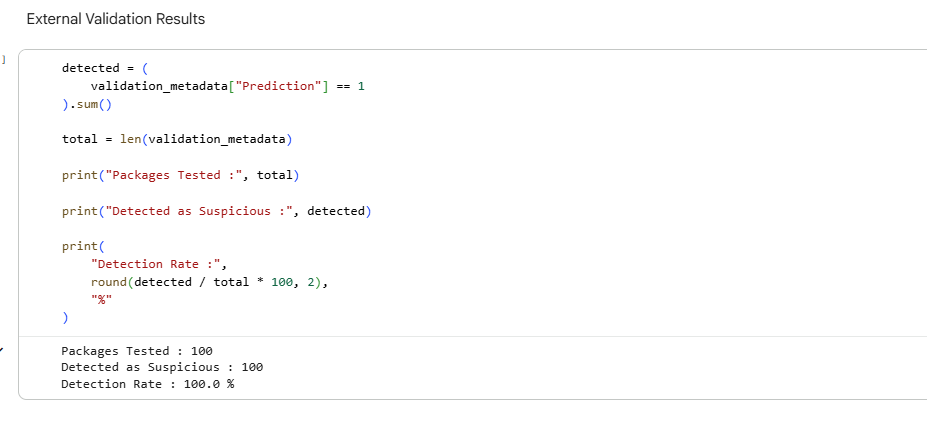 External Validation Results
]
detected = (
    validation_metadata["Prediction"] == 1
).sum()
total = len(validation_metadata)
print("Packages Tested :", total)
print("Detected as Suspicious :", detected)
print(
    "Detection Rate :",
    round(detected / total * 100, 2),
    "%"
)
Packages Tested : 100
Detected as Suspicious : 100
Detection Rate : 100.0 %